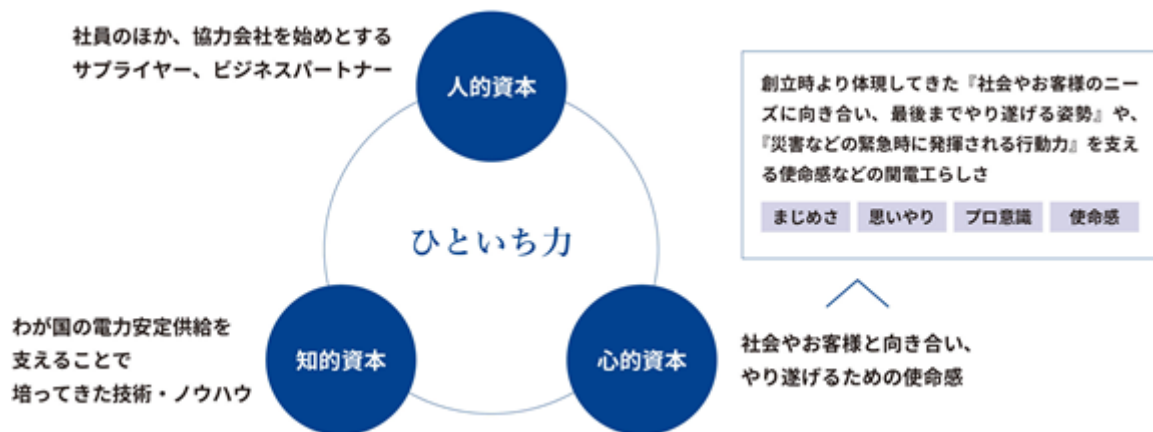 社員のほか、協力会社を始めとする
サプライヤー、ビジネスパートナー
人的資本
創立時より体現してきた『社会やお客様のニー
ズに向き合い、最後までやり遂げる姿勢』や、
『災害などの緊急時に発揮される行動力』を支え
る使命感などの関電工らしさ
まじめさ 思いやり プロ意識 使命感
ひといち力
わが国の電力安定供給を
支えることで
培ってきた技術・ノウハウ
知的資本
心的資本
社会やお客様と向き合い、
やり遂げるための使命感